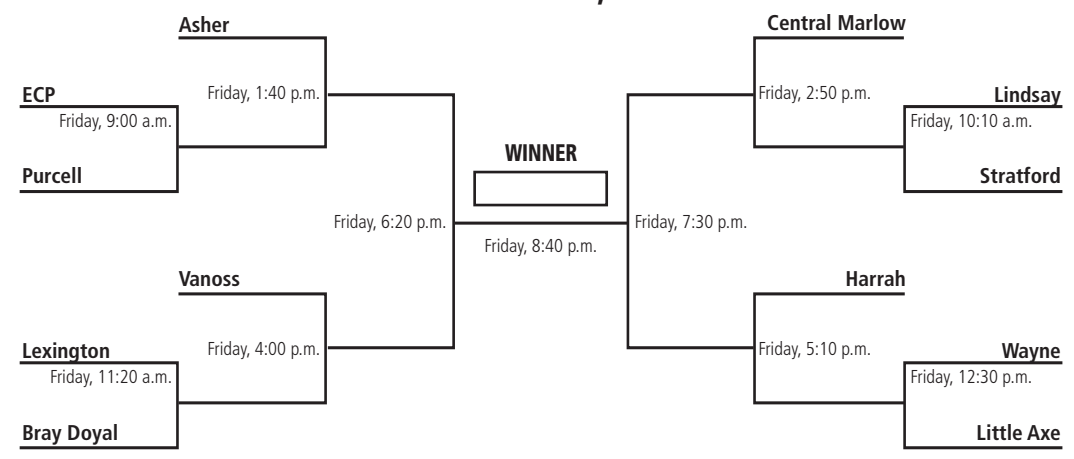 Asher
Central Marlow
ECP
Friday, 1:40 p.m.
Friday, 2:50 p.m.
Lindsay
Friday, 9:00 a.m.
Friday, 10:10 a.m.
WINNER
Purcell
Stratford
Friday, 6:20 p.m.
Friday, 7:30 p.m.
Friday, 8:40 p.m.
Vanoss
Harrah
Lexington
Friday, 4:00 p.m.
Friday, 5:10 p.m.
Wayne
Friday, 11:20 a.m.
Friday, 12:30 p.m.
Bray Doyal
Little Axe